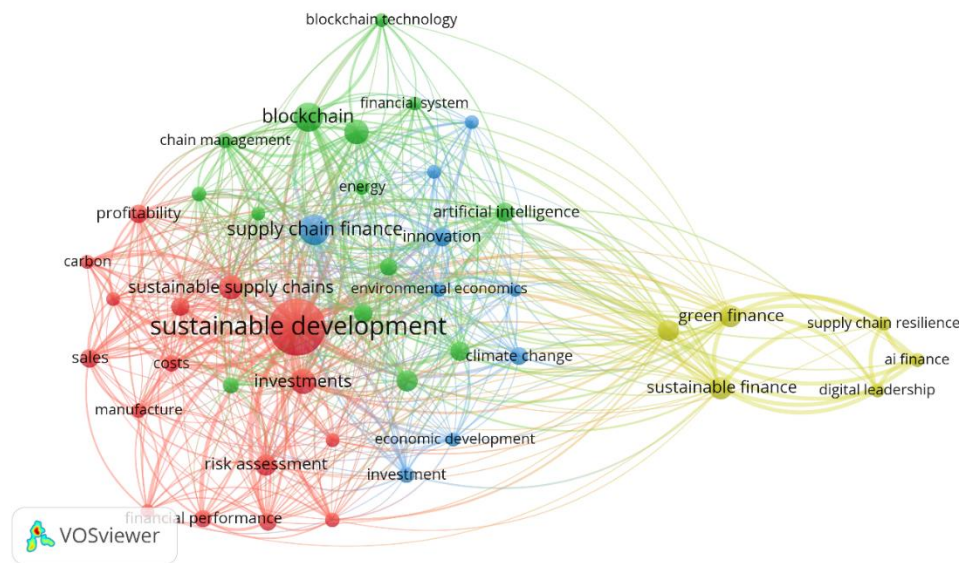 blockchain technology
financial system
blockchain
chain management
energy
profitability
artificial intelligence
supply chain finance
innovation
carbon
sustainable supply chains
environmental economics
green finance
supply chain resilience
sustainable development
sales
costs
climate change
ai finance
investments
sustainable finance
digital leadership
manufacture
economic development
risk assessment
investment
financial performance
VOSviewer